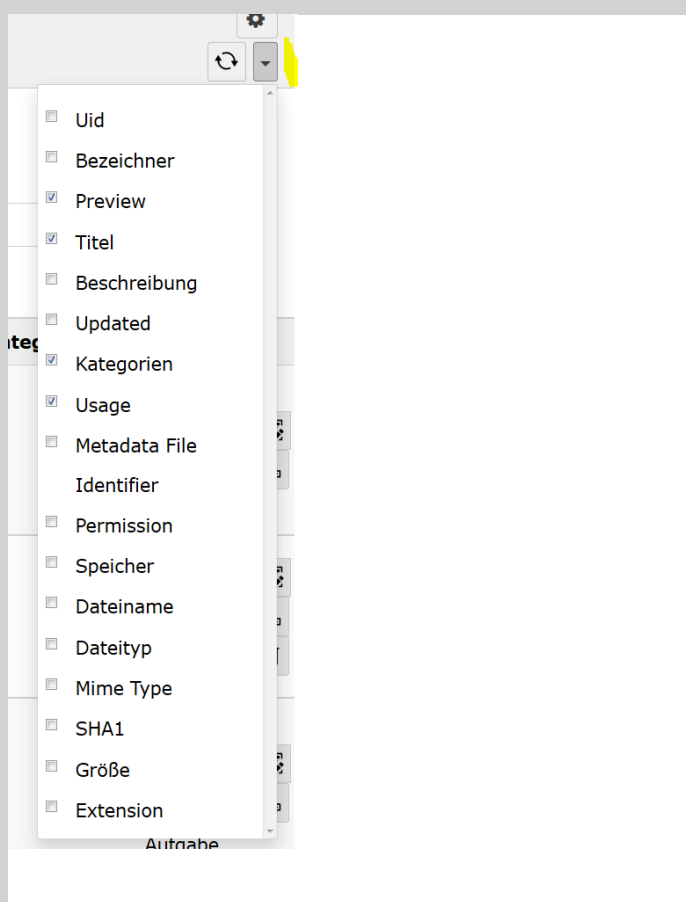 Uid
Bezeichner
Preview
Titel
Beschreibung
Updated
Kategorien
Usage
Metadata File
Identifier
Permission
Speicher
Dateiname
Dateityp
Mime Type
SHA1
Größe
Extension